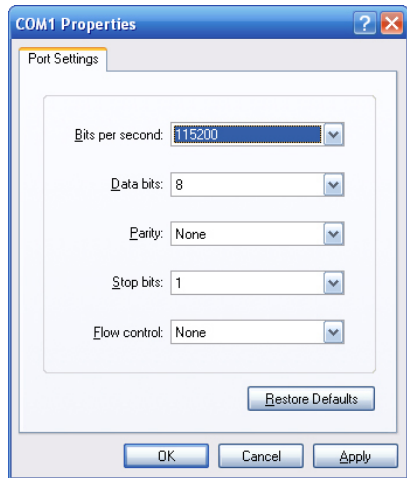 COM1 Properties
Port Settings
Bits per second: 115200
Data bits: 8
Parity: None
Stop bits: 1
Flow control: None
Restore Defaults
OK Cancel Apply